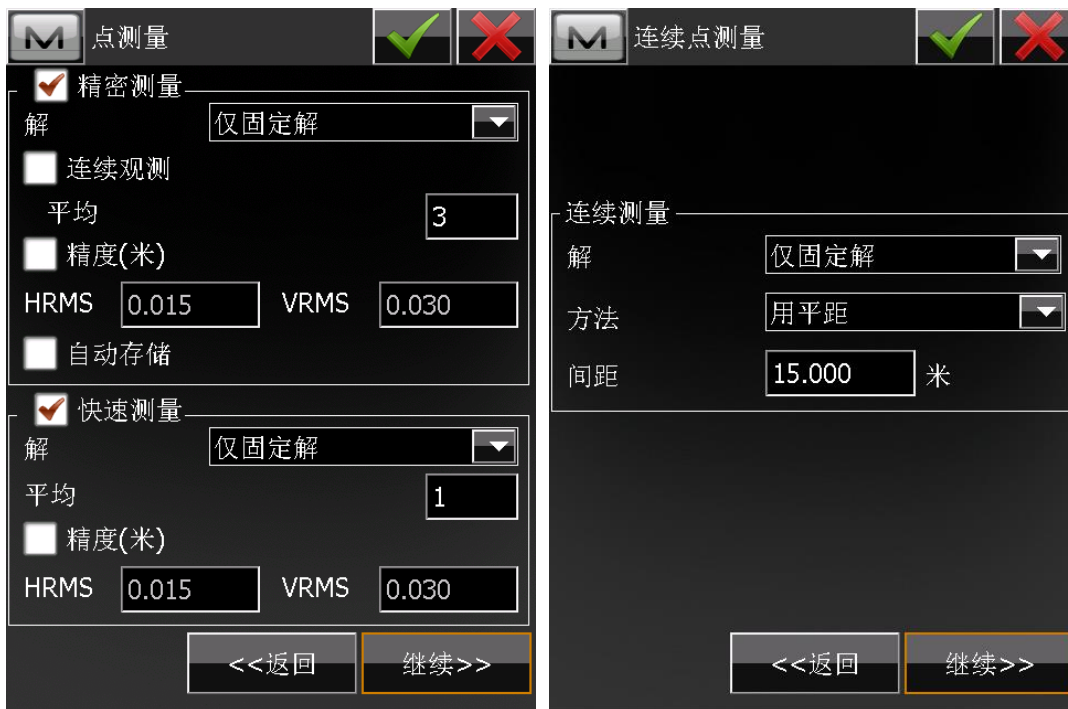 M 点测量
精密测量
解 仅固定解
连续观测
平均 3
精度(米)
HRMS 0.015 VRMS 0.030
自动存储
快速测量
解 仅固定解
平均 1
精度(米)
HRMS 0.015 VRMS 0.030
<<返回 继续>>
M 连续点测量
连续测量
解 仅固定解
方法 用平距
间距 15.000 米
<<返回 继续>>